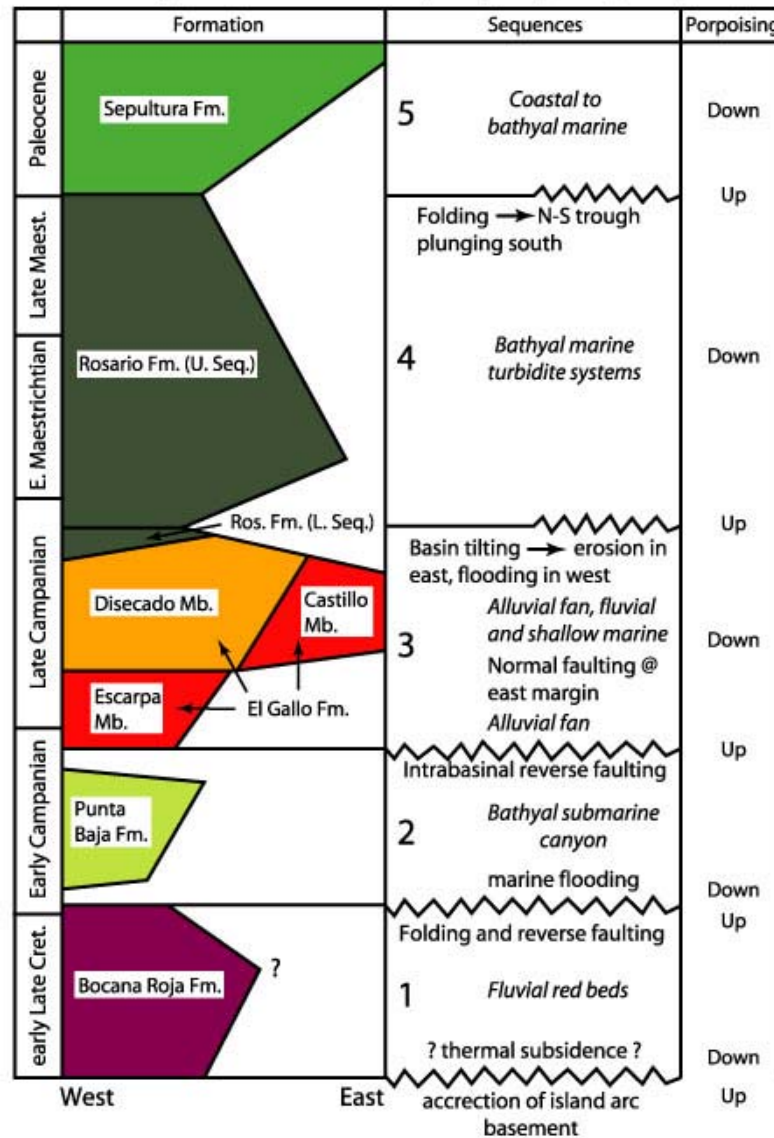 Formation
Sequences
Porpoising
Paleocene
Sepultura Fm.
5
Coastal to
bathyal marine
Down
Up
Late Maest.
Folding → N-S trough
plunging south
E. Maestrichtian
Rosario Fm. (U. Seq.)
4
Bathyal marine
turbidite systems
Down
Up
Late Campanian
Ros. Fm. (L. Seq.)
Basin tilting → erosion in
east, flooding in west
Disecado Mb.
Castillo
Mb.
3
Alluvial fan, fluvial
and shallow marine
Down
Normal faulting @
east margin
Escarpa
Mb.
El Gallo Fm.
Alluvial fan
Up
Early Campanian
Intrabasinal reverse faulting
Punta
Baja Fm.
2
Bathyal submarine
canyon
marine flooding
Down
Up
early Late Cret.
Folding and reverse faulting
?
Bocana Roja Fm.
1
Fluvial red beds
? thermal subsidence ?
Down
West
East
accretion of island arc
basement
Up